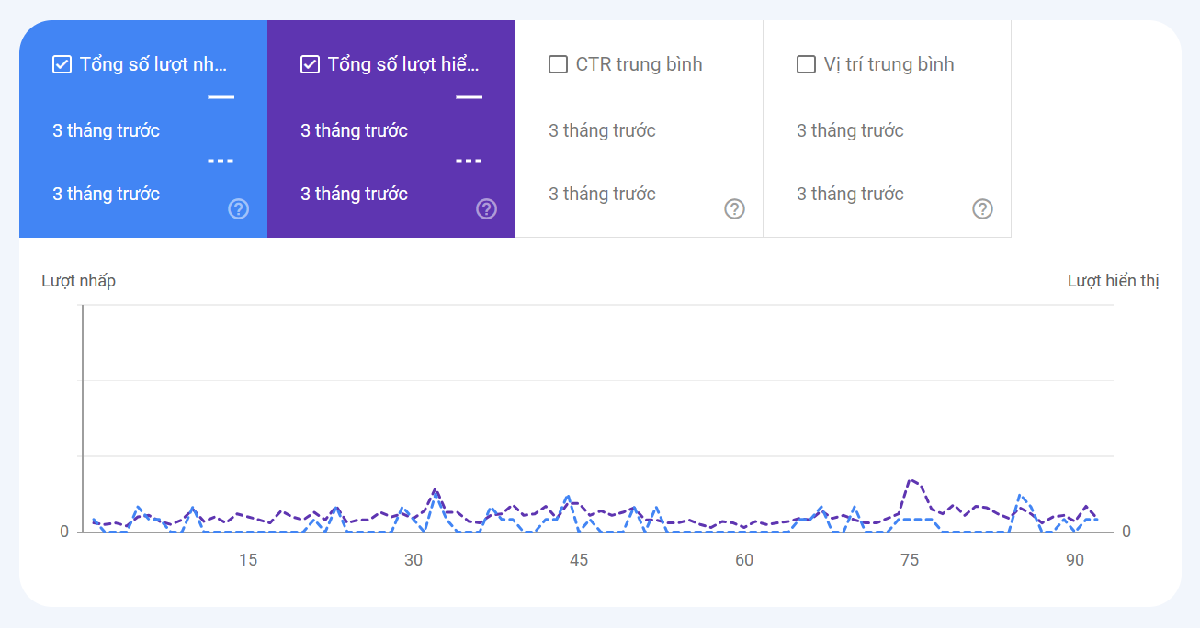 Tổng số lượt nh...
Tổng số lượt hiể...
CTR trung bình
Vị trí trung bình
3 tháng trước
3 tháng trước
3 tháng trước
3 tháng trước
3 tháng trước
3 tháng trước
3 tháng trước
3 tháng trước
Lượt nhấp
Lượt hiển thị
0
0
15
30
45
60
75
90